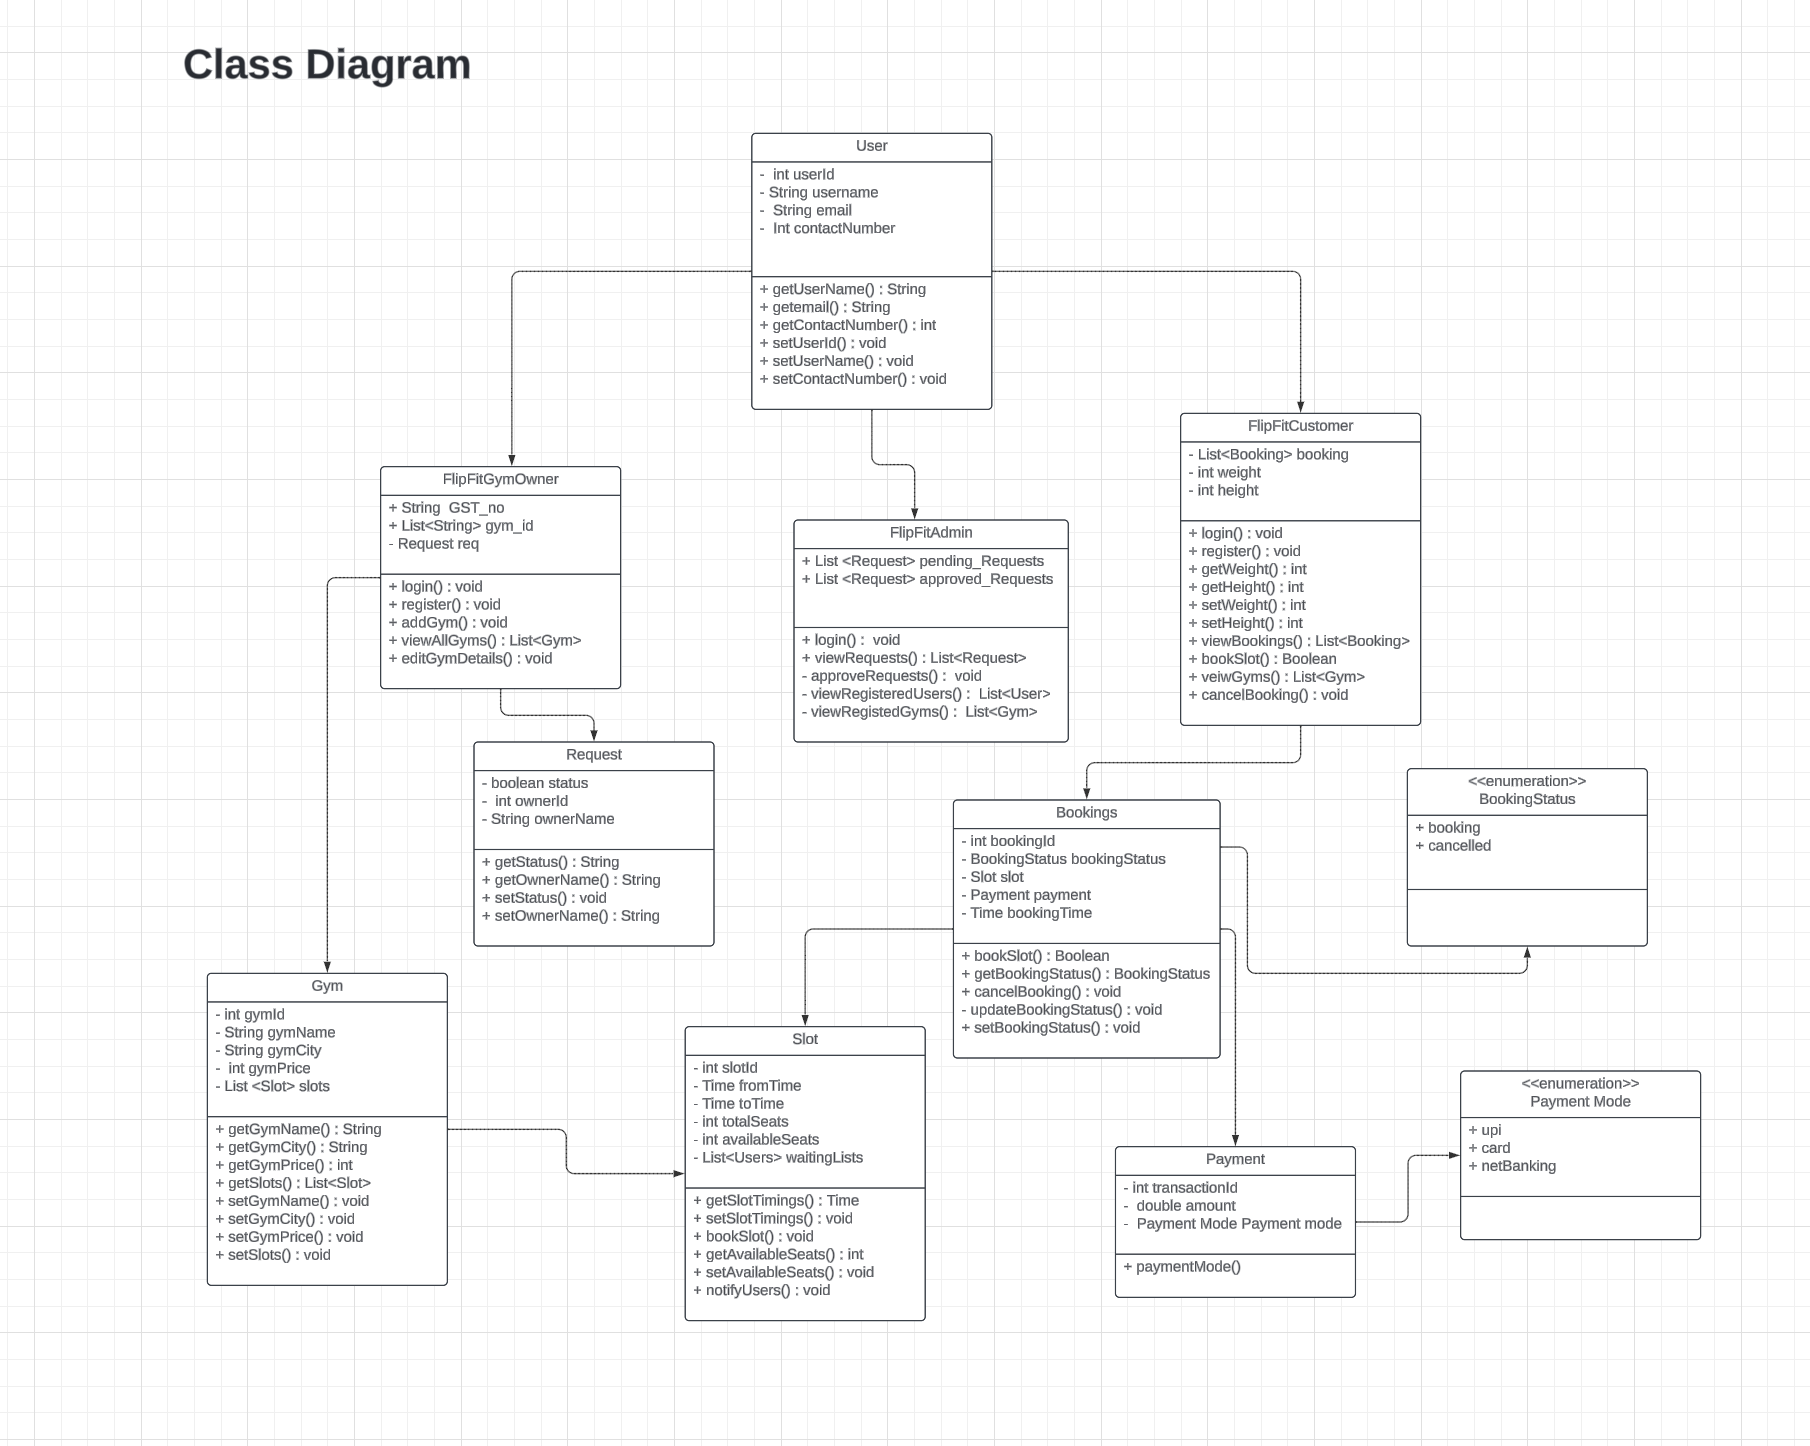 Class Diagram
User
-  int userId
- String username
-  String email
-  Int contactNumber
+ getUserName() : String
+ getemail() : String
+ getContactNumber() : int
+ setUserId() : void
+ setUserName() : void
+ setContactNumber() : void
FlipFitGymOwner
+ String  GST_no
+ List<String> gym_id
- Request req
+ login() : void
+ register() : void
+ addGym() : void
+ viewAllGyms() : List<Gym>
+ editGymDetails() : void
FlipFitAdmin
+ List <Request> pending_Requests
+ List <Request> approved_Requests
+ login() :  void
+ viewRequests() : List<Request>
- approveRequests() :  void
- viewRegisteredUsers() :  List<User>
- viewRegistedGyms() :  List<Gym>
FlipFitCustomer
- List<Booking> booking
- int weight
- int height
+ login() : void
+ register() : void
+ getWeight() : int
+ getHeight() : int
+ setWeight() : int
+ setHeight() : int
+ viewBookings() : List<Booking>
+ bookSlot() : Boolean
+ veiwGyms() : List<Gym>
+ cancelBooking() : void
Request
- boolean status
-  int ownerId
- String ownerName
+ getStatus() : String
+ getOwnerName() : String
+ setStatus() : void
+ setOwnerName() : String
Bookings
- int bookingId
- BookingStatus bookingStatus
- Slot slot
- Payment payment
- Time bookingTime
+ bookSlot() : Boolean
+ getBookingStatus() : BookingStatus
+ cancelBooking() : void
- updateBookingStatus() : void
+ setBookingStatus() : void
<<enumeration>>
BookingStatus
+ booking
+ cancelled
Gym
- int gymId
- String gymName
- String gymCity
-  int gymPrice
- List <Slot> slots
+ getGymName() : String
+ getGymCity() : String
+ getGymPrice() : int
+ getSlots() : List<Slot>
+ setGymName() : void
+ setGymCity() : void
+ setGymPrice() : void
+ setSlots() : void
Slot
- int slotId
- Time fromTime
- Time toTime
- int totalSeats
- int availableSeats
- List<Users> waitingLists
+ getSlotTimings() : Time
+ setSlotTimings() : void
+ bookSlot() : void
+ getAvailableSeats() : int
+ setAvailableSeats() : void
+ notifyUsers() : void
Payment
- int transactionId
-  double amount
-  Payment Mode Payment mode
+ paymentMode()
<<enumeration>>
Payment Mode
+ upi
+ card
+ netBanking